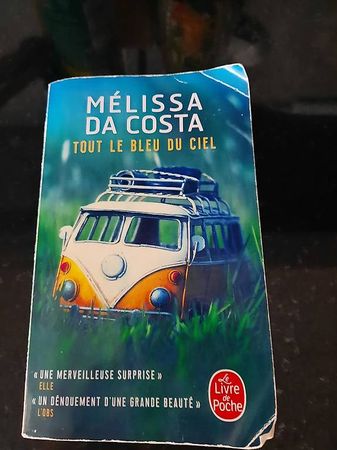 MÉLISSA
DA COSTA
TOUT LE BLEU DU CIEL
« UNE MERVEILLEUSE SURPRISE »
ELLE
« UN DÉNOUEMENT D'UNE GRANDE BEAUTÉ »
L'OBS
Le
Livre
de
Poche